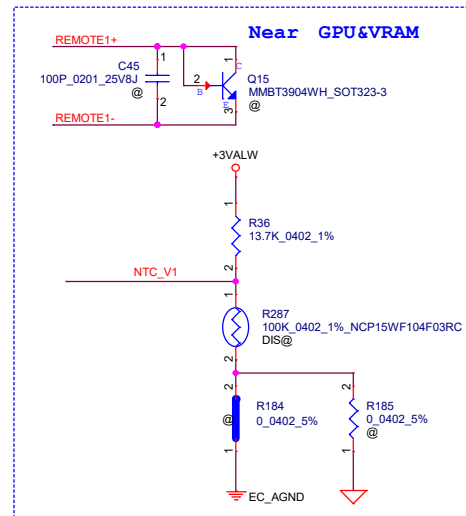 Near GPU&VRAM
REMOTE1+
C45
100P_0201_25V8J
@
1
2
1
C
2
B
E
3
Q15
MMBT3904WH_SOT323-3
@
REMOTE1-
+3VALW
1
R36
13.7K_0402_1%
2
NTC_V1
1
R287
100K_0402_1%_NCP15WF104F03RC
DIS@
2
2
@
R184
0_0402_5%
1
2
R185
0_0402_5%
@
1
EC_AGND